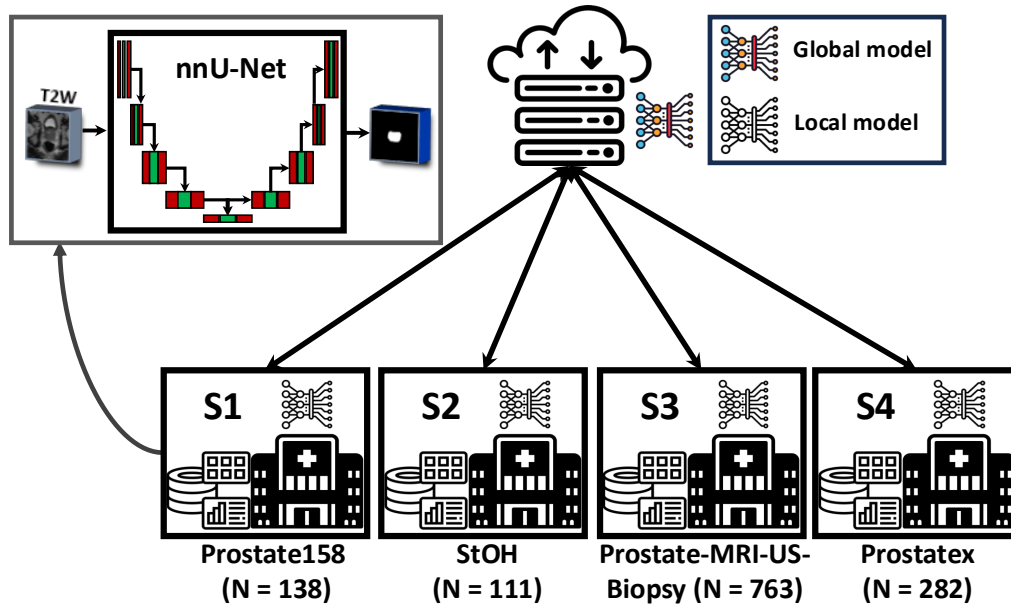 nnU-Net
T2W
Global model
Local model
S1
S2
S3
S4
Prostate158
(N = 138)
StOH
(N = 111)
Prostate-MRI-US-
Biopsy (N = 763)
Prostatex
(N = 282)